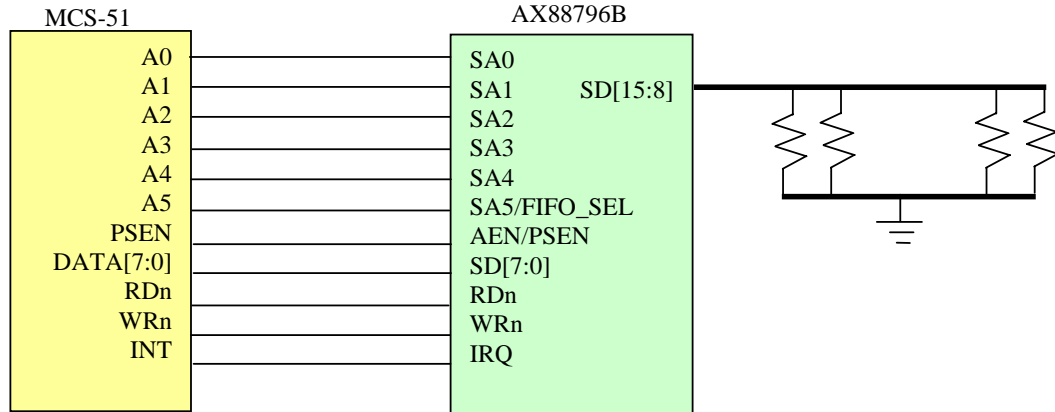 MCS-51
AX88796B
A0
A1
A2
A3
A4
A5
PSEN
DATA[7:0]
RDn
WRn
INT
SA0
SA1
SD[15:8]
SA2
SA3
SA4
SA5/FIFO_SEL
AEN/PSEN
SD[7:0]
RDn
WRn
IRQ